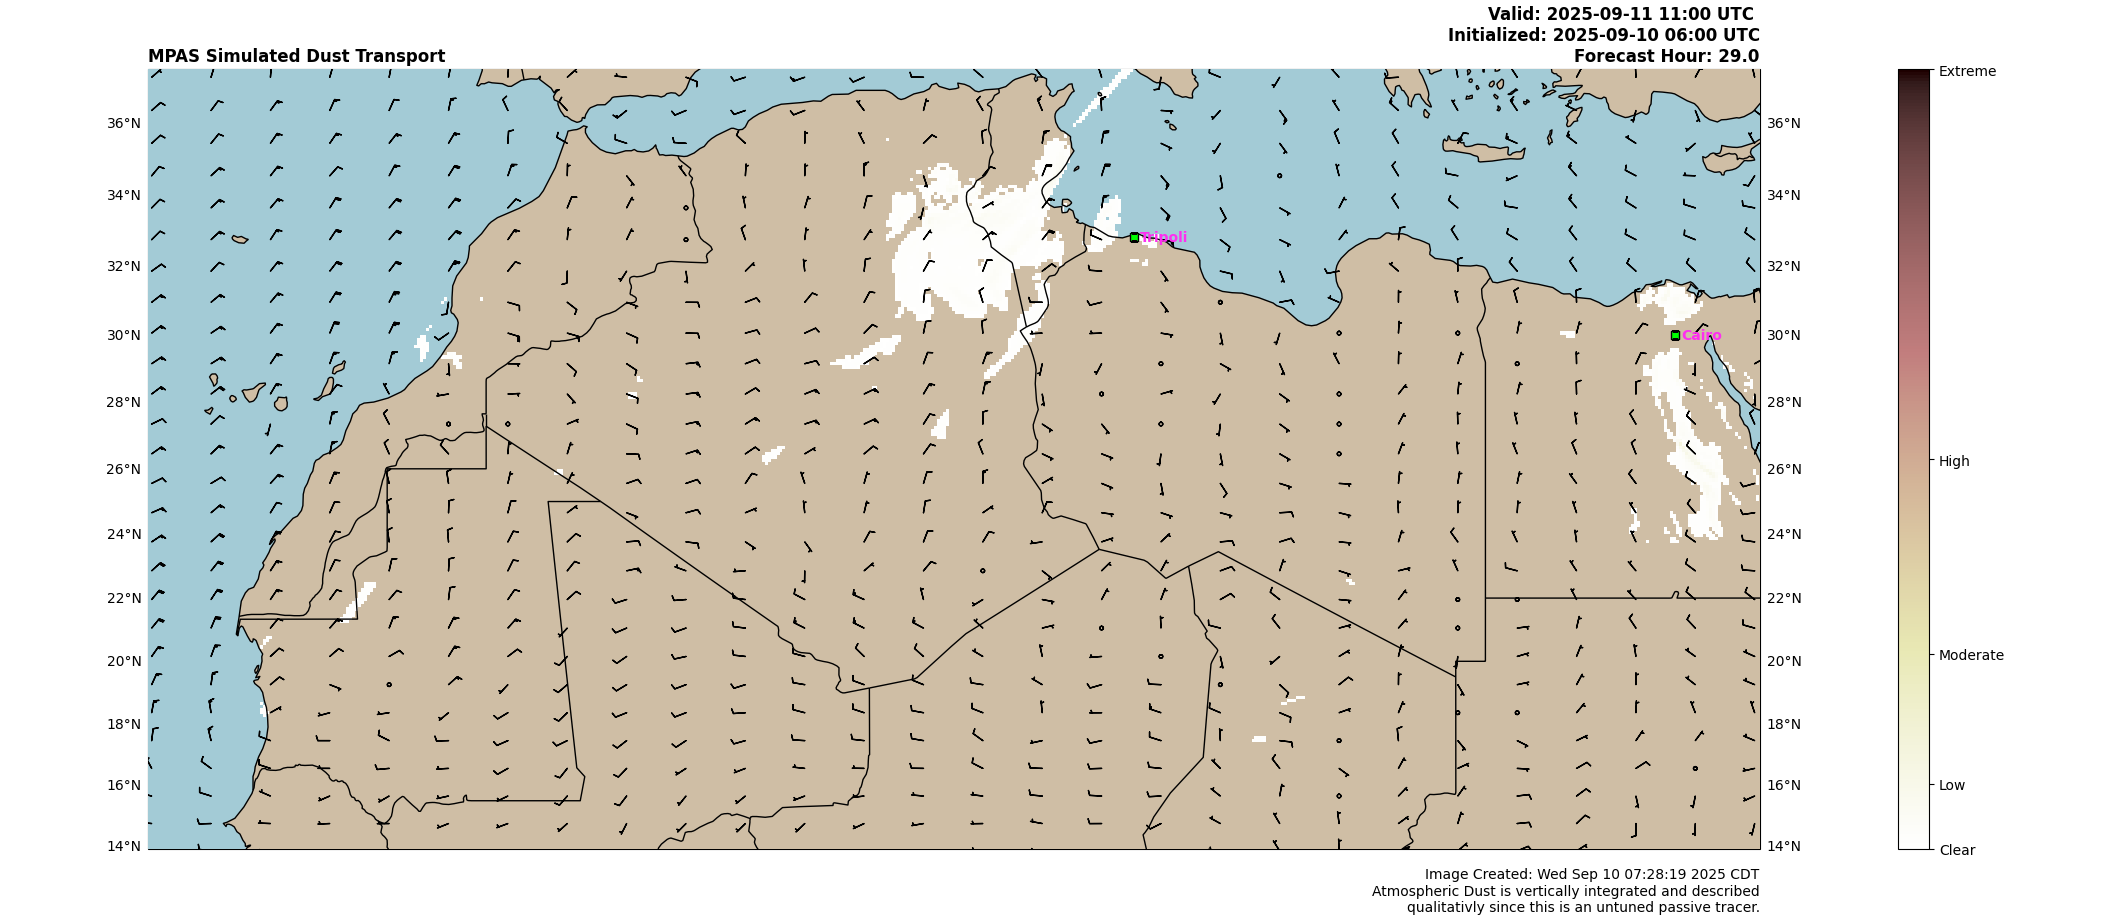 Valid: 2025-09-11 11:00 UTC
Initialized: 2025-09-10 06:00 UTC
MPAS Simulated Dust Transport
Forecast Hour: 29.0
Extreme
36°N
36°N
34°N
34°N
Tripoli
32°N
32°N
30°N
Cairo
30°N
28°N
28°N
26°N
26°N
High
24°N
24°N
22°N
22°N
20°N
20°N
Moderate
18°N
18°N
16°N
16°N
Low
14°N
14°N
Clear
Image Created: Wed Sep 10 07:28:19 2025 CDT
Atmospheric Dust is vertically integrated and described
qualitativly since this is an untuned passive tracer.